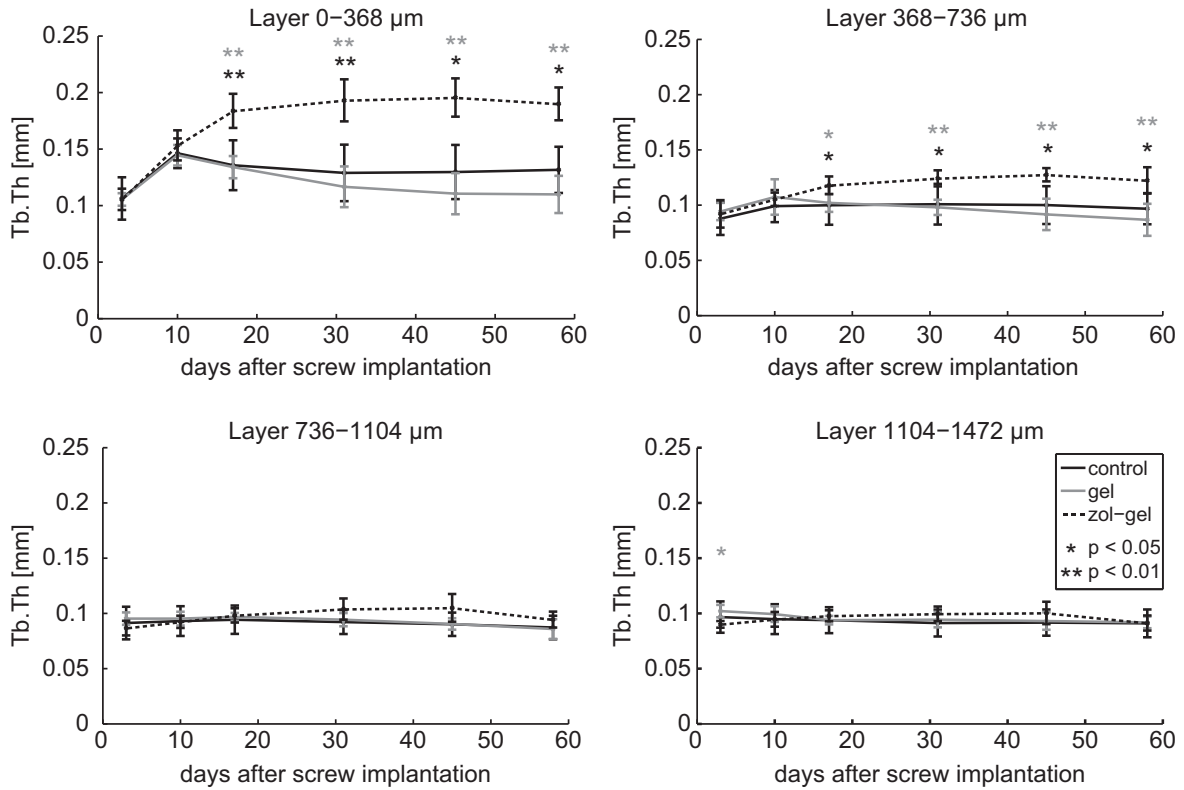 Layer 0−368 µm
0.25
**
**
**
**
**
**
*
*
0.2
0.15
0.1
0.05
0
Tb.Th [mm]
0 10 20 30 40 50 60
days after screw implantation
Layer 368−736 µm
0.25
0.2
*
**
**
**
*
*
*
*
0.15
0.1
0.05
0
Tb.Th [mm]
0 10 20 30 40 50 60
days after screw implantation
Layer 736−1104 µm
0.25
0.2
0.15
0.1
0.05
0
Tb.Th [mm]
0 10 20 30 40 50 60
days after screw implantation
Layer 1104−1472 µm
0.25
0.2
0.15
*
0.1
0.05
0
Tb.Th [mm]
control
gel
zol−gel
* p < 0.05
** p < 0.01
0 10 20 30 40 50 60
days after screw implantation